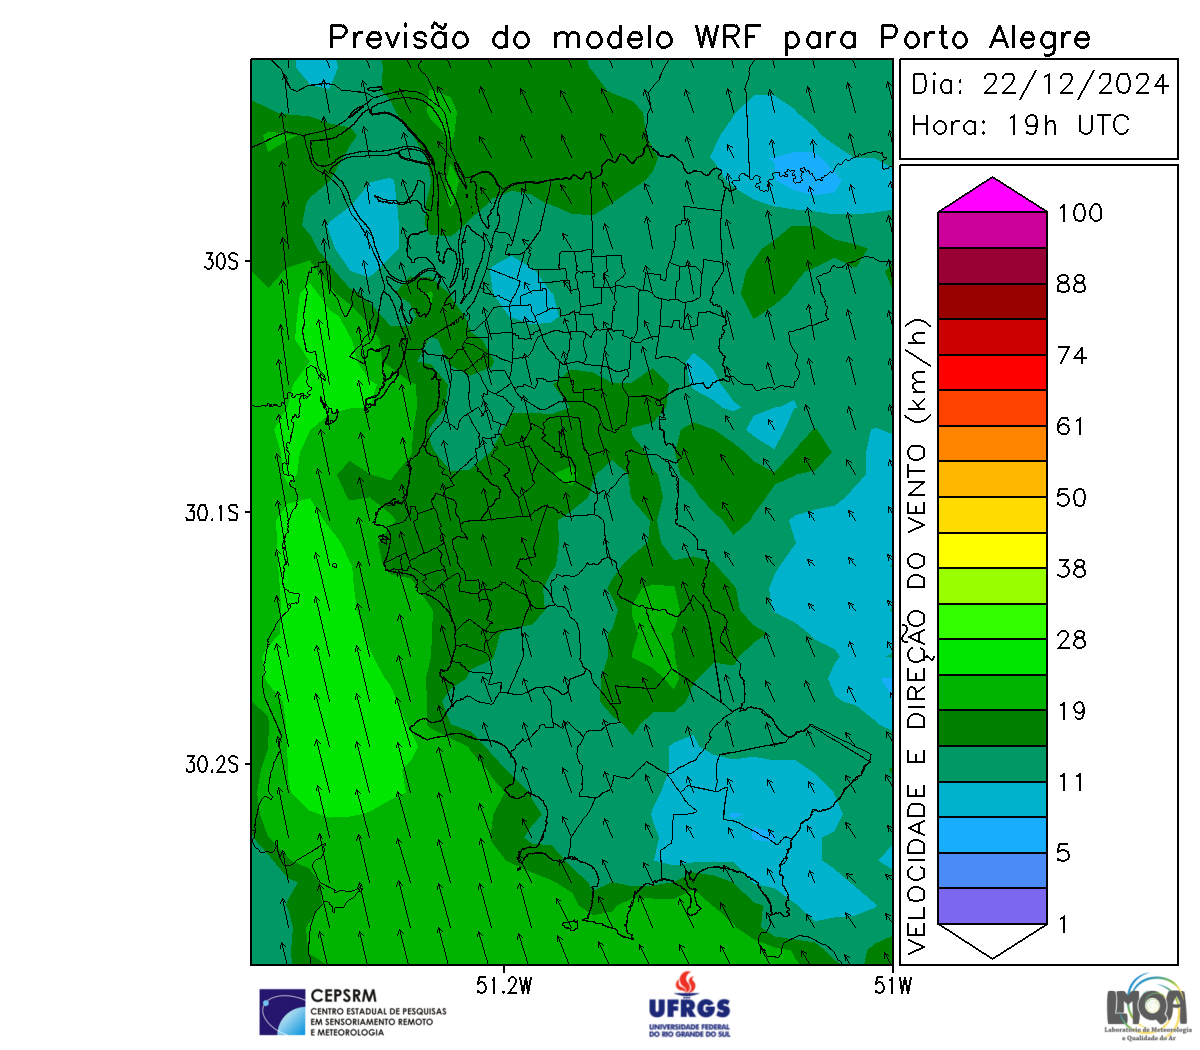 Previsão do modelo WRF para Porto Alegre
Dia: 22/12/2024
Hora: 19h UTC
30S
30.1S
30.2S
51.2W
51W
VELOCIDADE E DIREÇÃO DO VENTO (km/h)
100
88
74
61
50
38
28
19
11
5
1
CEPSRM
CENTRO ESTADUAL DE PESQUISAS
EM SENSORIAMENTO REMOTO
E METEOROLOGIA
UFRGS
UNIVERSIDADE FEDERAL
DO RIO GRANDE DO SUL
LMQA
Laboratório de Meteorologia
e Qualidade do Ar